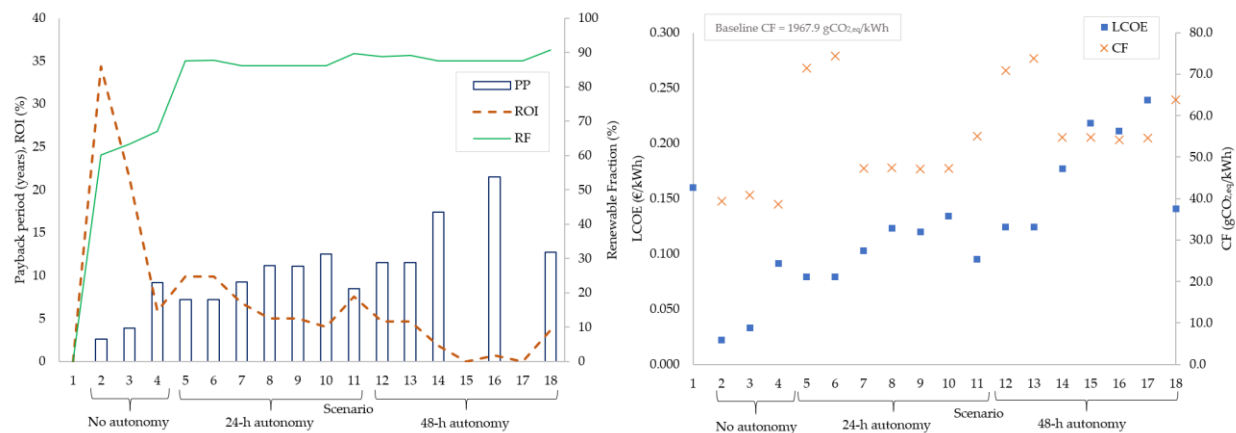 40
35
30
25
20
15
10
5
0
Payback period (years), ROI (%)
PP
ROI
RF
100
90
80
70
60
50
40
30
20
10
0
Renewable Fraction (%)
1 2 3 4 5 6 7 8 9 10 11 12 13 14 15 16 17 18
Scenario
No autonomy 24-h autonomy 48-h autonomy
Baseline CF = 1967.9 gCO2,eq/kWh
LCOE
CF
0.300
0.250
0.200
0.150
0.100
0.050
0.000
LCOE (€/kWh)
80.0
70.0
60.0
50.0
40.0
30.0
20.0
10.0
0.0
CF (gCO2,eq/kWh)
1 2 3 4 5 6 7 8 9 10 11 12 13 14 15 16 17 18
Scenario
No autonomy 24-h autonomy 48-h autonomy